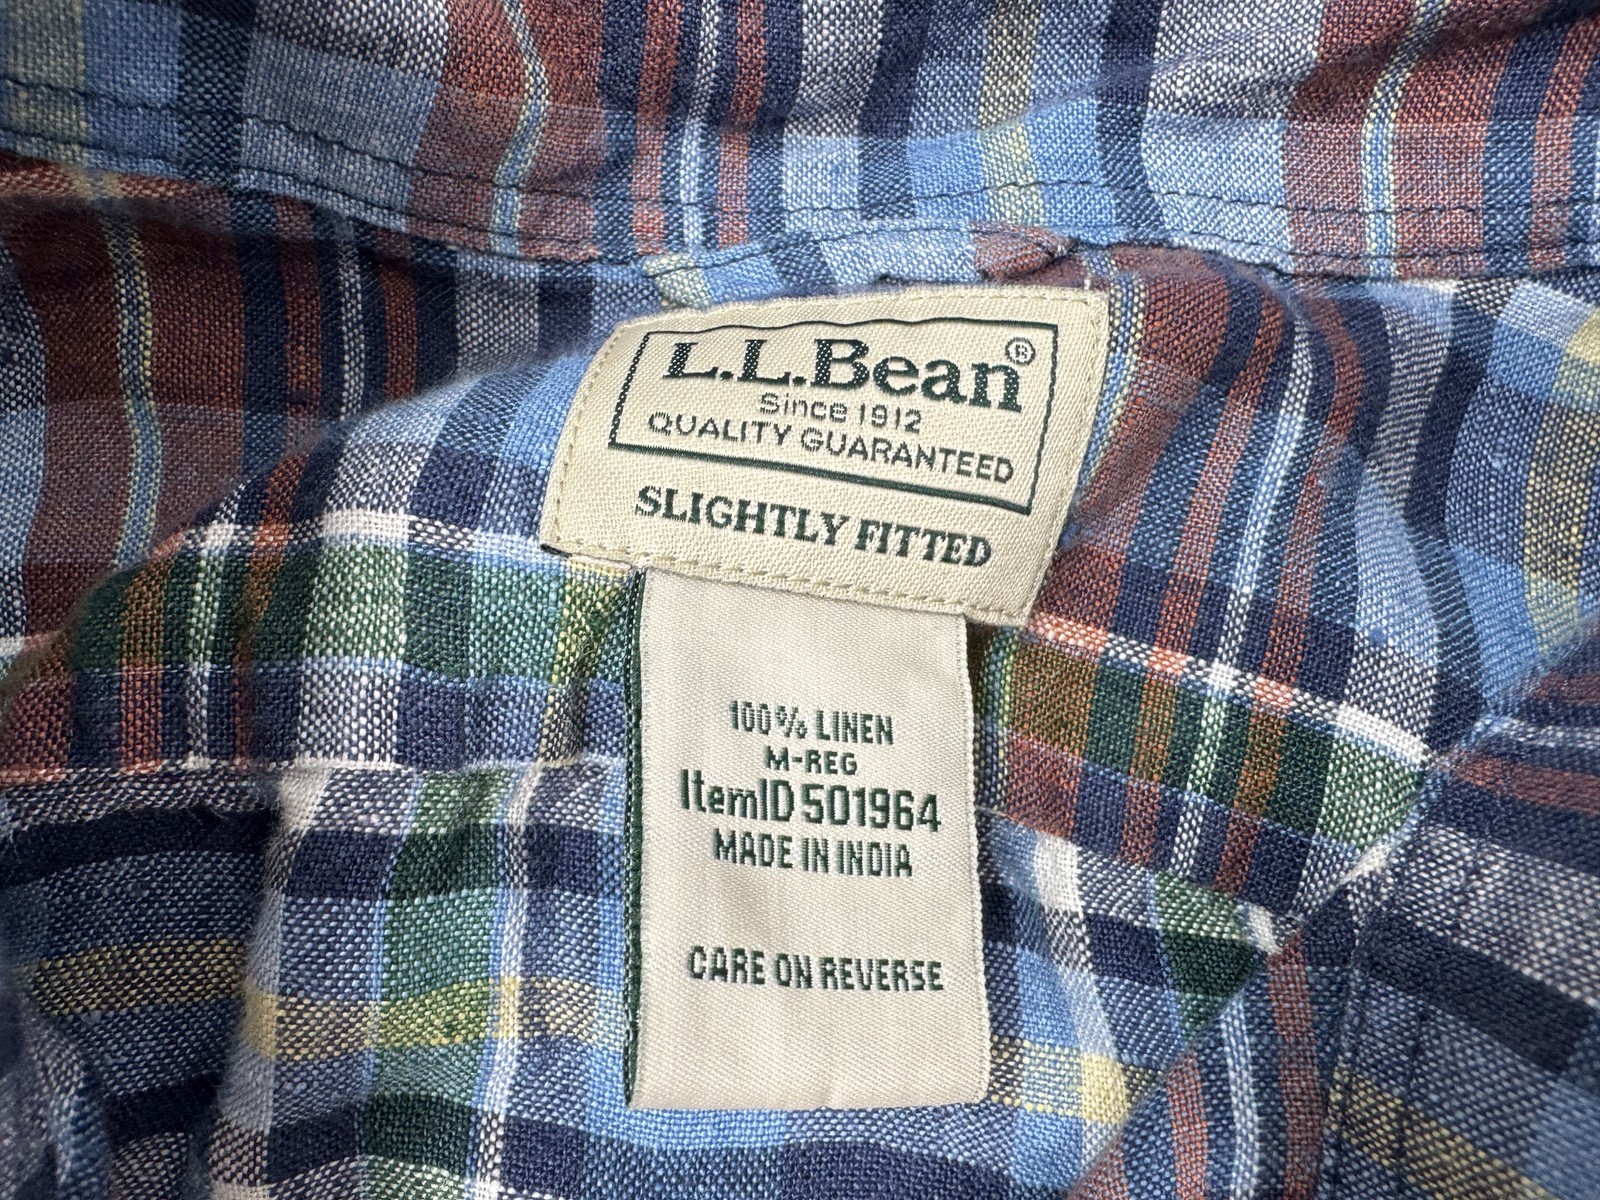 L.L.Bean®
Since 1912
QUALITY GUARANTEED
SLIGHTLY FITTED
100% LINEN
M-REG
ItemID 501964
MADE IN INDIA
CARE ON REVERSE